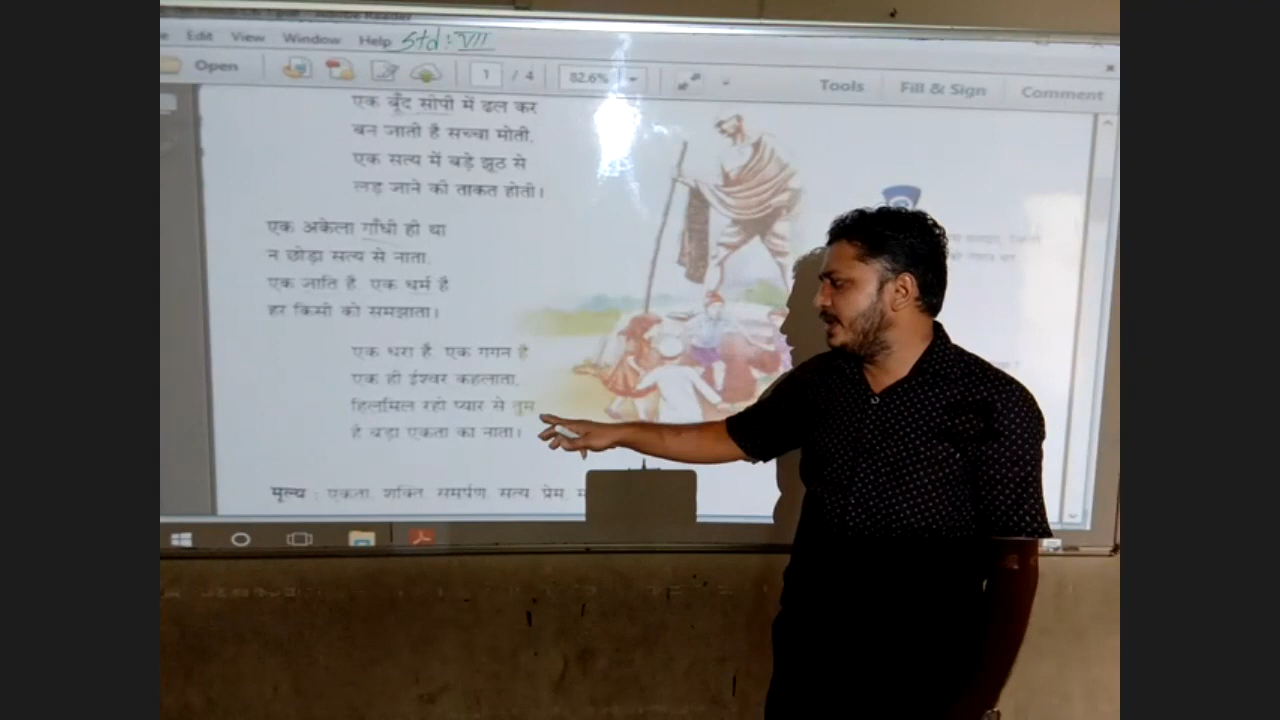 Edit View Window Help Std : VII
Open 1 / 4 82.6% Tools Fill & Sign Comment
एक बूँद सीपी में ढल कर
बन जाती है सच्चा मोती,
एक सत्य में बड़े झूठ से
लड़ जाने की ताकत होती।
एक अकेला गाँधी ही था
न छोड़ा सत्य से नाता,
एक जाति है, एक धर्म है
हर किसी को समझाता।
एक धरा है, एक गगन है
एक ही ईश्वर कहलाता,
हिलमिल रहो प्यार से तुम
है बड़ा एकता का नाता।
मूल्य : एकता, शक्ति, समर्पण, सत्य, प्रेम,